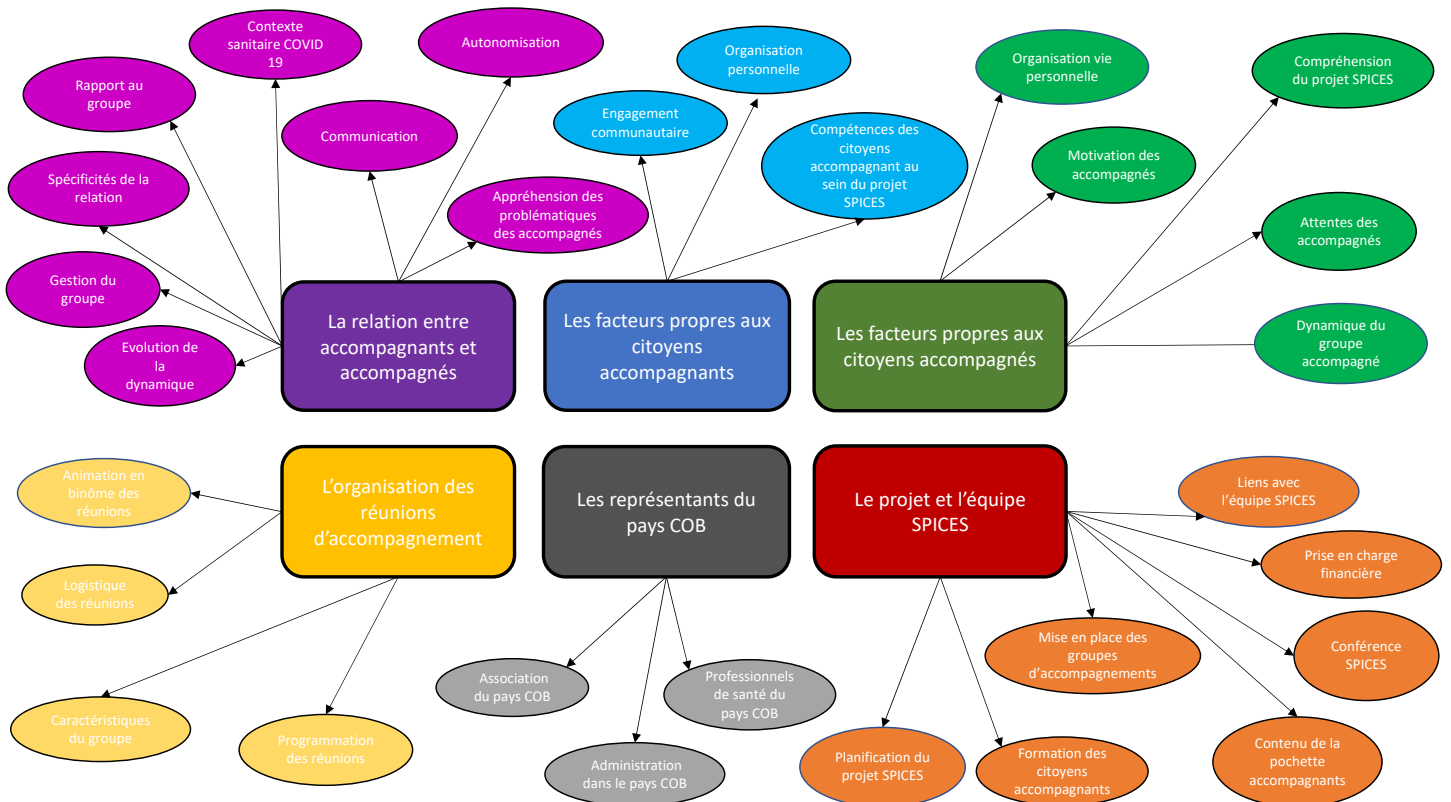 Contexte
sanitaire COVID
19
Autonomisation
Organisation
personnelle
Organisation vie
personnelle
Compréhension
du projet SPICES
Rapport au
groupe
Communication
Engagement
communautaire
Compétences des
citoyens
accompagnant au
sein du projet
SPICES
Motivation des
accompagnés
Spécificités de la
relation
Appréhension des
problématiques
des accompagnés
Attentes des
accompagnés
Gestion du
groupe
Evolution de
la
dynamique
La relation entre
accompagnants et
accompagnés
Les facteurs propres aux
citoyens
accompagnants
Les facteurs propres aux
citoyens accompagnés
Dynamique du
groupe
accompagné
Animation en
binôme des
réunions
L’organisation des
réunions
d’accompagnement
Les représentants du
pays COB
Le projet et l’équipe
SPICES
Liens avec
l’équipe SPICES
Prise en charge
financière
Logistique
des réunions
Mise en place des
groupes
d’accompagnements
Conférence
SPICES
Association
du pays COB
Professionnels
de santé du
pays COB
Caractéristiques
du groupe
Programmation
des réunions
Administration
dans le pays COB
Planification du
projet SPICES
Formation des
citoyens
accompagnants
Contenu de la
pochette
accompagnants